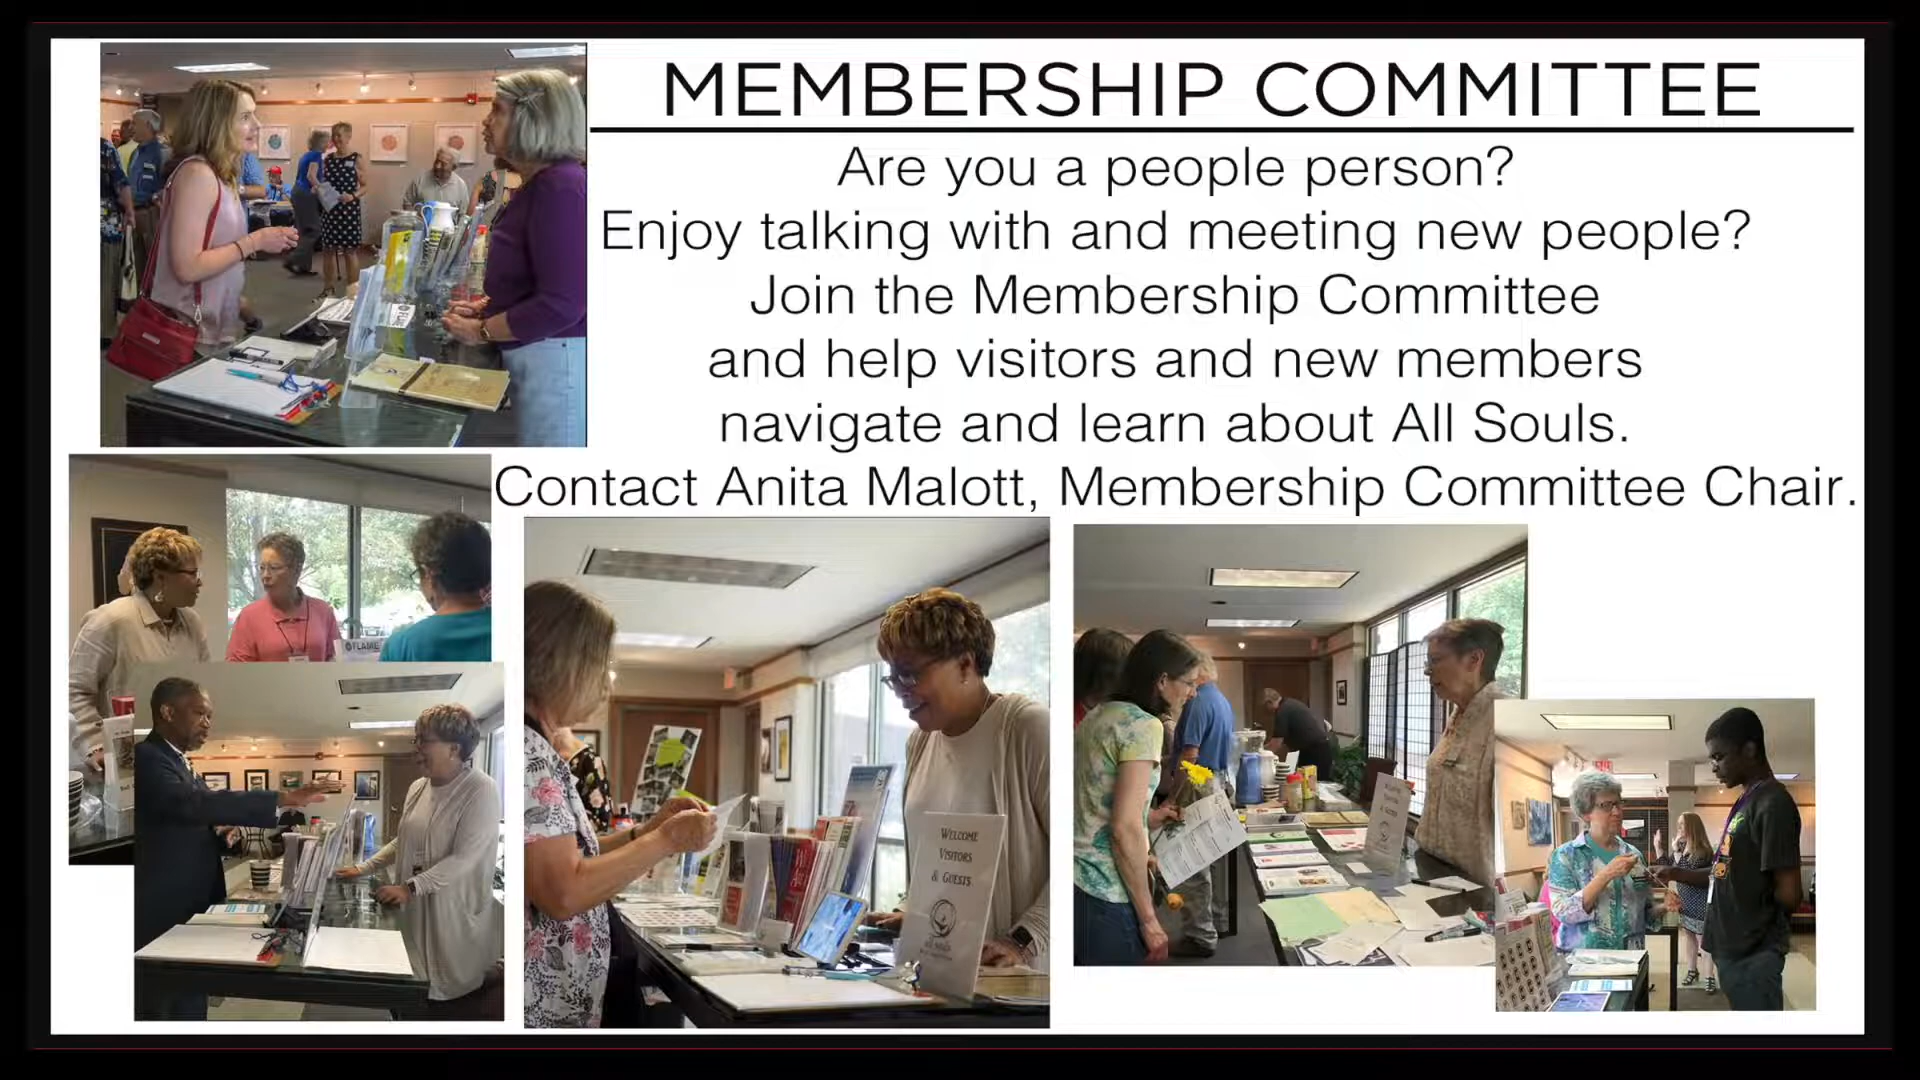 MEMBERSHIP COMMITTEE
Are you a people person?
Enjoy talking with and meeting new people?
Join the Membership Committee
and help visitors and new members
navigate and learn about All Souls.
Contact Anita Malott, Membership Committee Chair.
FLAME
WELCOME
VISITORS
& GUESTS